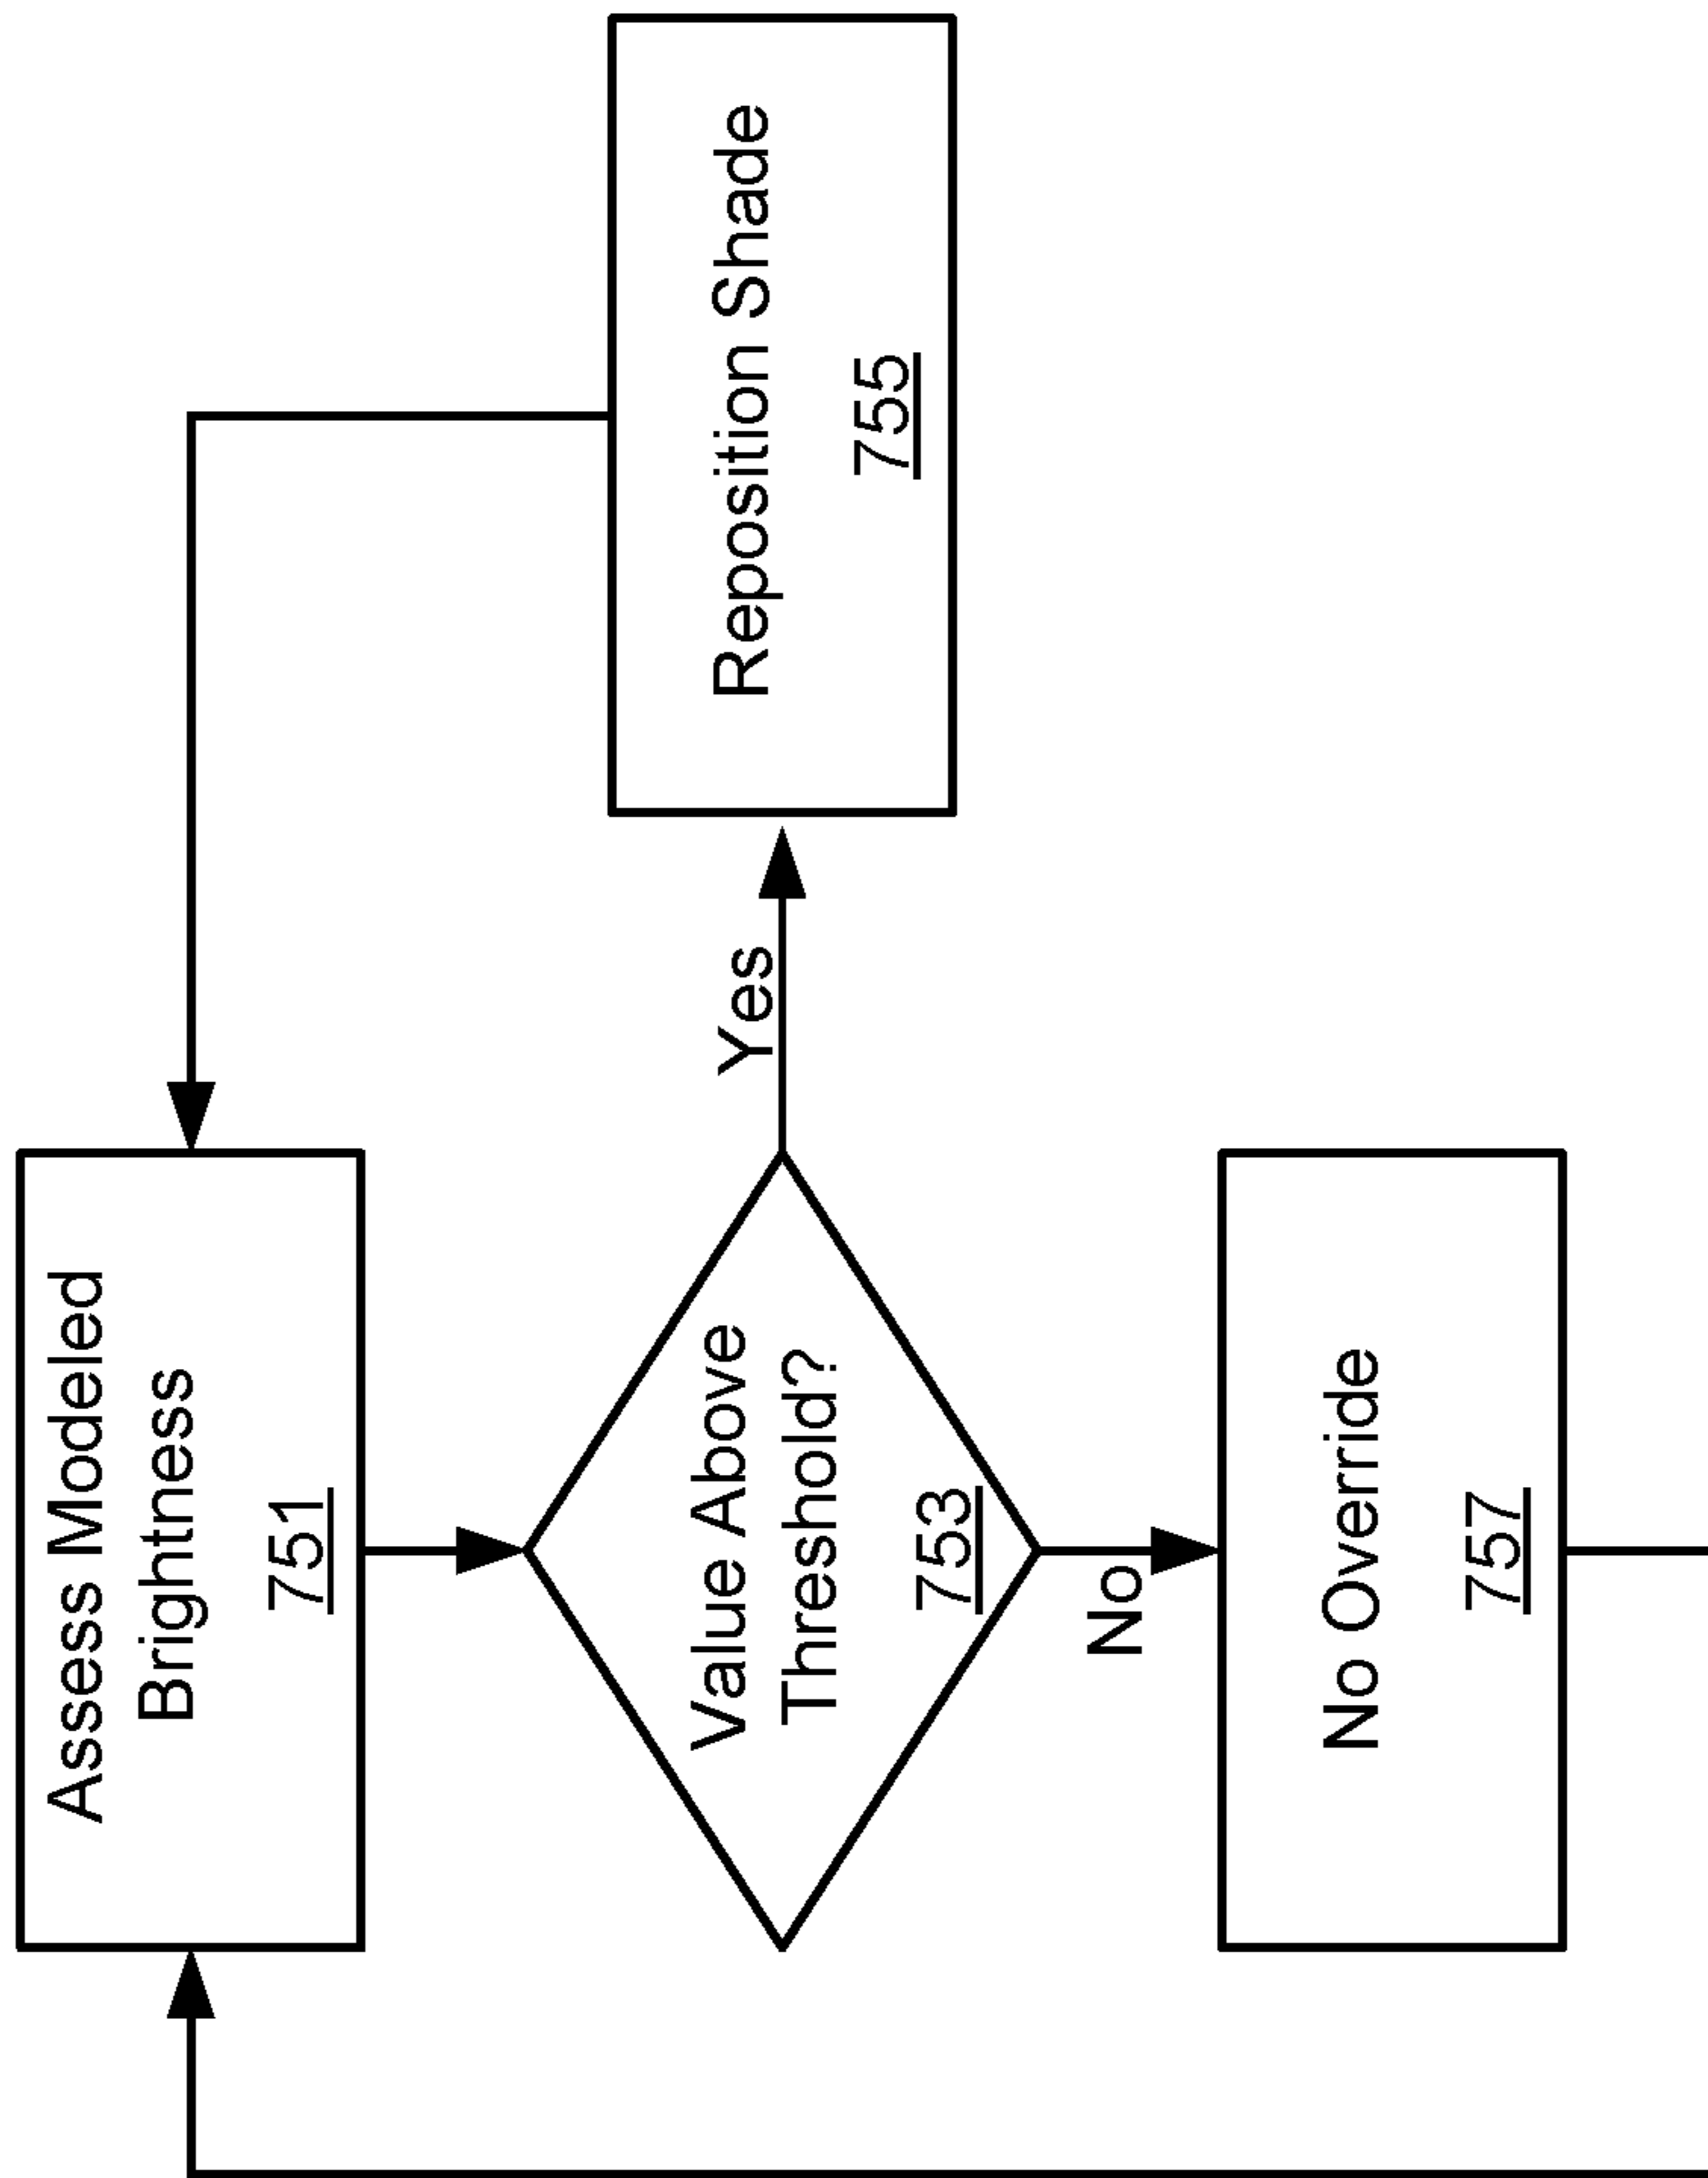 Assess Modeled
Brightness
751
Value Above
Threshold?
753
Yes
Reposition Shade
755
No
No Override
757